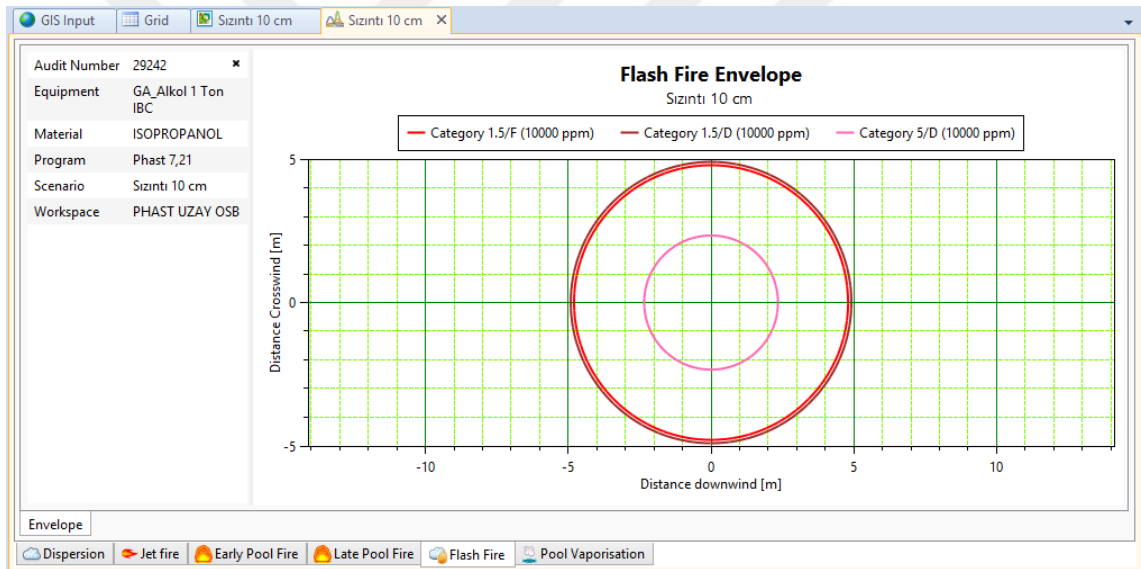 GIS Input Grid Sızıntı 10 cm Sızıntı 10 cm
Audit Number 29242
Equipment GA_Alkol 1 Ton
IBC
Material ISOPROPANOL
Program Phast 7,21
Scenario Sızıntı 10 cm
Workspace PHAST UZAY OSB
Flash Fire Envelope
Sızıntı 10 cm
Category 1.5/F (10000 ppm) Category 1.5/D (10000 ppm) Category 5/D (10000 ppm)
5
0
-5
Distance Crosswind [m]
-10 -5 0 5 10
Distance downwind [m]
Envelope
Dispersion Jet fire Early Pool Fire Late Pool Fire Flash Fire Pool Vaporisation